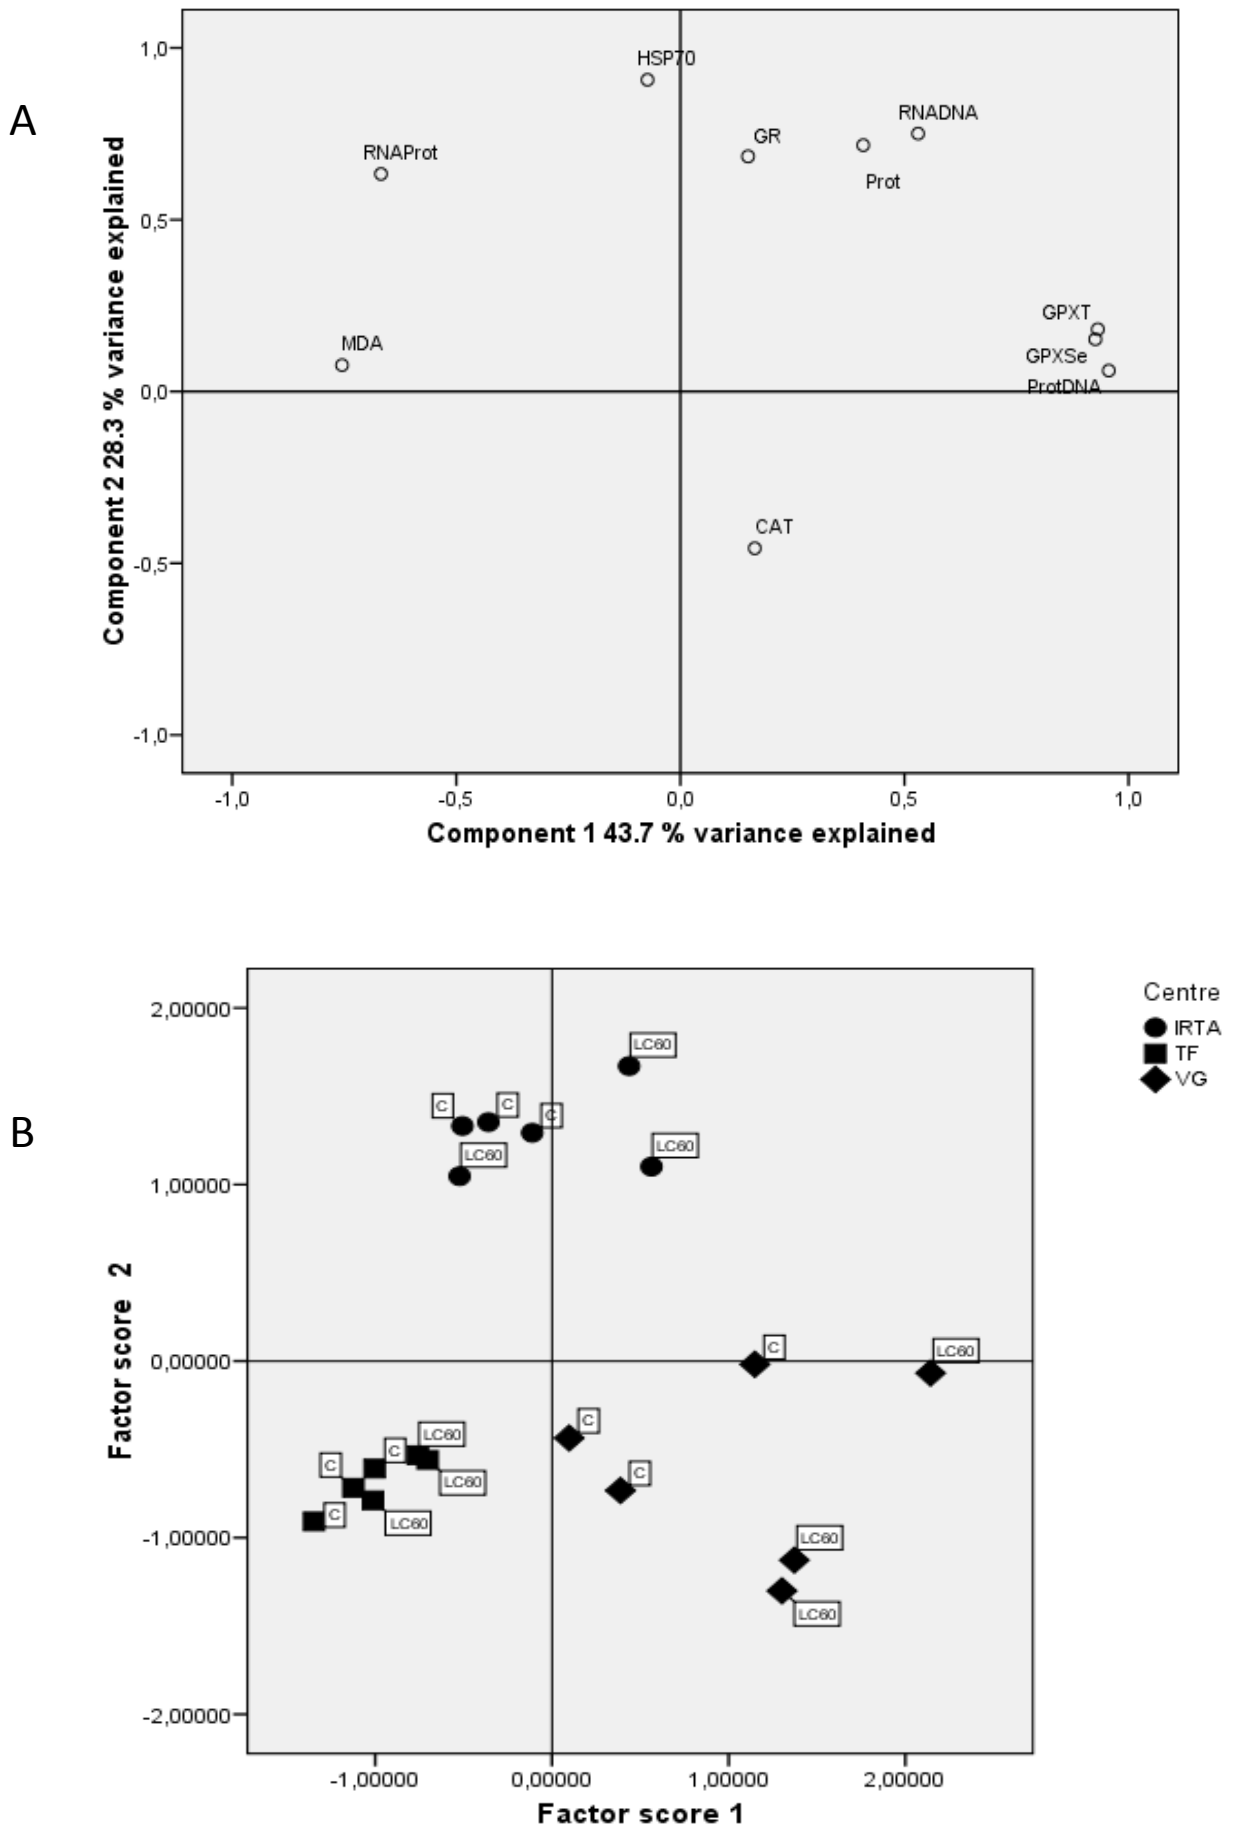 A
1,0
HSP70
RNADNA
GR
RNAProt
Prot
0,5
GPXT
MDA
GPXSe
0,0
ProtDNA
CAT
-0,5
-1,0
-1,0 -0,5 0,0 0,5 1,0
Component 2 28.3 % variance explained
Component 1 43.7 % variance explained
B
Centre
IRTA
TF
VG
2,00000
LC60
C C C
LC60 LC60
1,00000
0,00000
C LC60
C
LC60
C C
C LC60
C LC60
-1,00000
LC60
LC60
-2,00000
-1,00000 0,00000 1,00000 2,00000
Factor score 2
Factor score 1